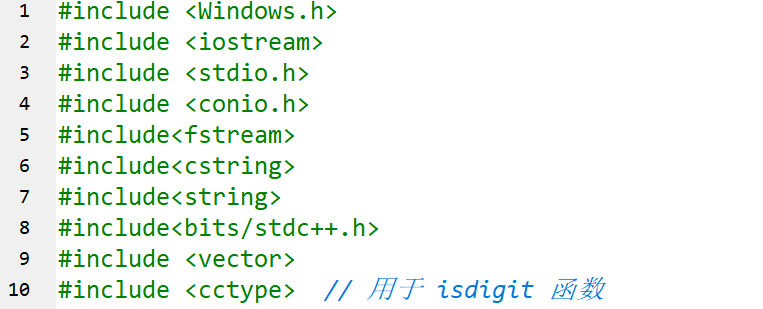 1 #include <Windows.h>
2 #include <iostream>
3 #include <stdio.h>
4 #include <conio.h>
5 #include<fstream>
6 #include<cstring>
7 #include<string>
8 #include<bits/stdc++.h>
9 #include <vector>
10 #include <cctype>  // 用于 isdigit 函数